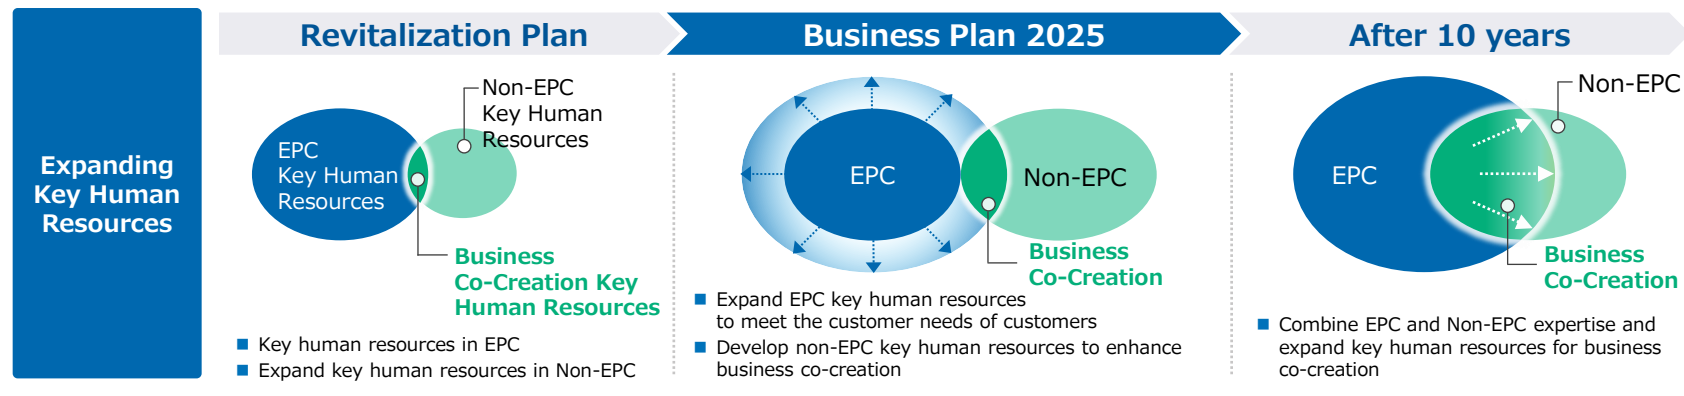 Expanding
Key Human
Resources
Revitalization Plan
Non-EPC
Key Human
Resources
EPC
Key Human
Resources
Business
Co-Creation Key
Human Resources
■ Key human resources in EPC
■ Expand key human resources in Non-EPC
Business Plan 2025
EPC
Non-EPC
Business
Co-Creation
■ Expand EPC key human resources
to meet the customer needs of customers
■ Develop non-EPC key human resources to enhance
business co-creation
After 10 years
Non-EPC
EPC
Business
Co-Creation
■ Combine EPC and Non-EPC expertise and
expand key human resources for business
co-creation